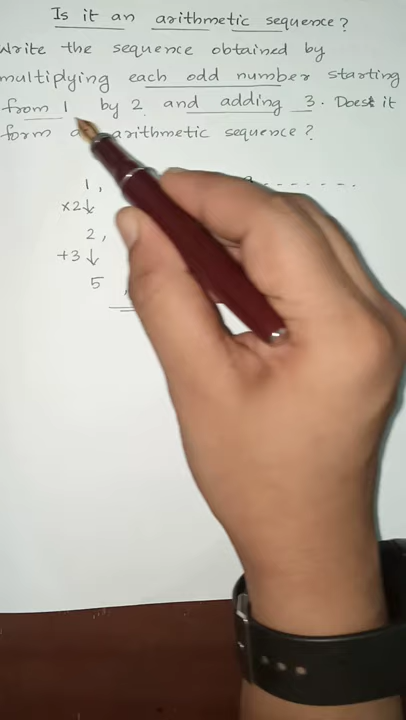 Is it an arithmetic sequence?
Write the sequence obtained by
multiplying each odd number starting
from 1 by 2 and adding 3. Does it
form arithmetic sequence?
1,
×2↓
2,
+3↓
5